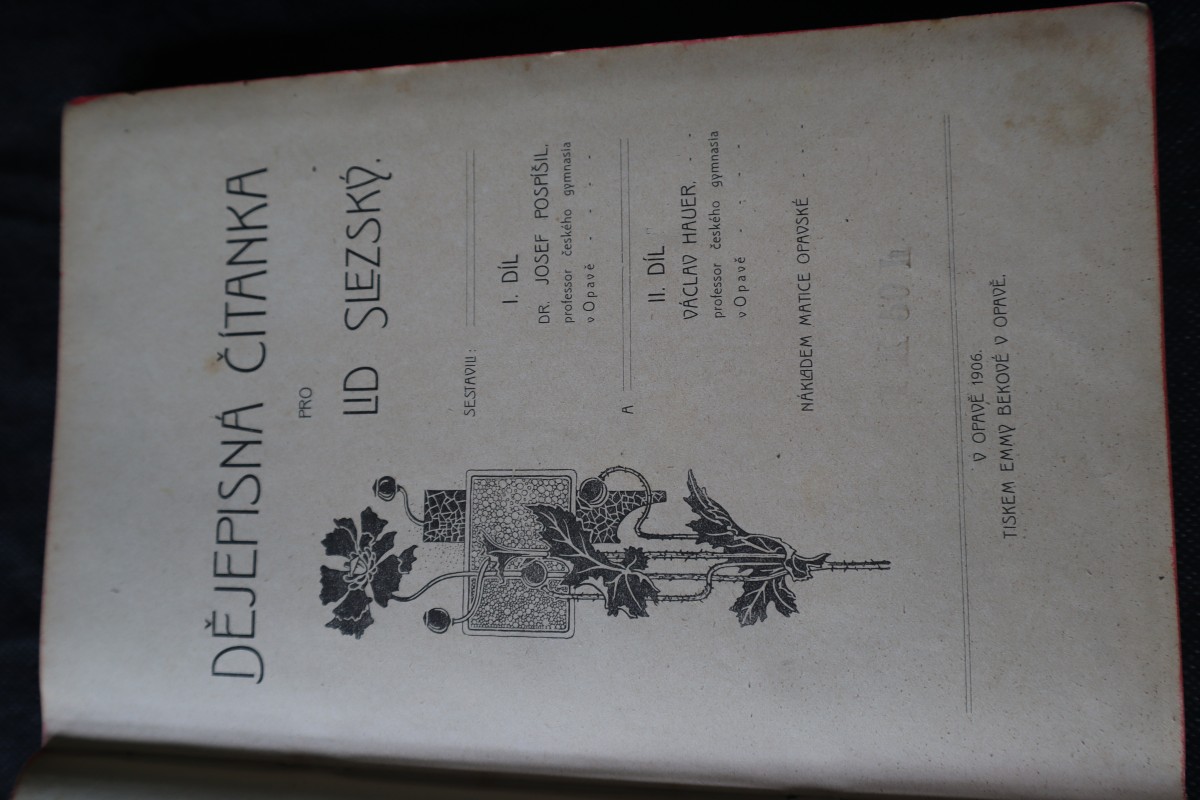 DĚJEPISNÁ ČÍTANKA
PRO
LID SLEZSKÝ.
SESTAVILI:
I. DÍL
DR. JOSEF POSPÍŠIL,
professor českého gymnasia
v Opavě - - - -
A
II. DÍL
VÁCLAV HAUER, - -
professor českého gymnasia
v Opavě - - - -
NÁKLADEM MATICE OPAVSKÉ - -
V OPAVĚ 1906.
TISKEM EMMY BEKOVÉ V OPAVĚ.